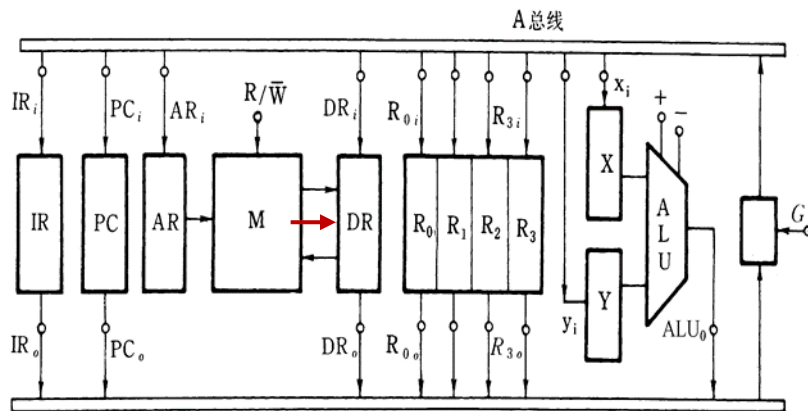 A总线
IRᵢ
PCᵢ
ARᵢ
R/W̅
DRᵢ
R₀ᵢ
R₃ᵢ
xᵢ
+
−
IR
PC
AR
M
DR
R₀
R₁
R₂
R₃
X
Y
ALU
G
yᵢ
IRₒ
PCₒ
DRₒ
R₀ₒ
R₃ₒ
ALU₀